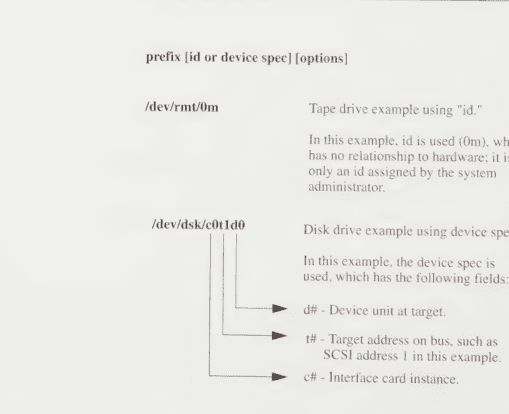 prefix [id or device spec] [options]
/dev/rmt/0m
Tape drive example using "id."
In this example, id is used (0m),
has no relationship to hardware; it
only an id assigned by the system
administrator.
/dev/dsk/c0t1d0
Disk drive example using device
In this example, the device spec is
used, which has the following fields:
d# - Device unit at target.
t# - Target address on bus, such as
SCSI address 1 in this example.
c# - Interface card instance.